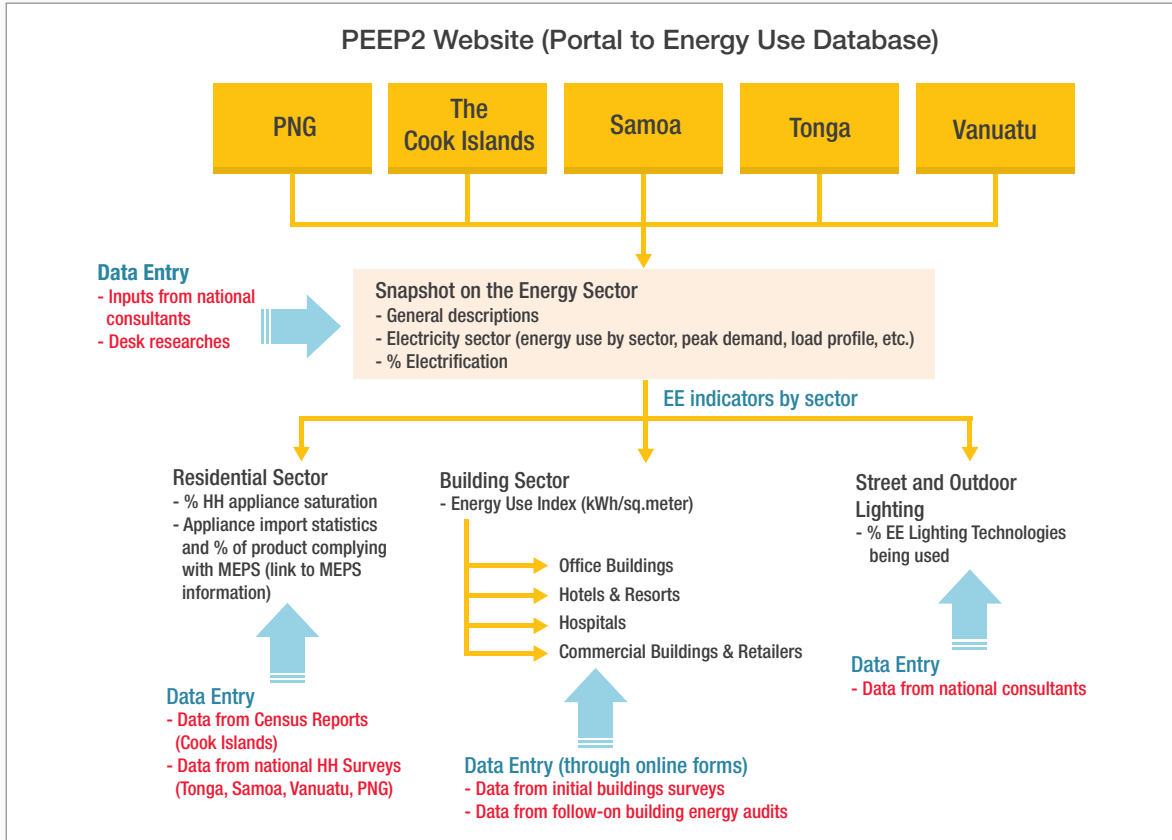 PEEP2 Website (Portal to Energy Use Database)
PNG
The
Cook Islands
Samoa
Tonga
Vanuatu
Data Entry
- Inputs from national
consultants
- Desk researches
Snapshot on the Energy Sector
- General descriptions
- Electricity sector (energy use by sector, peak demand, load profile, etc.)
- % Electrification
EE indicators by sector
Residential Sector
- % HH appliance saturation
- Appliance import statistics
and % of product complying
with MEPS (link to MEPS
information)
Data Entry
- Data from Census Reports
(Cook Islands)
- Data from national HH Surveys
(Tonga, Samoa, Vanuatu, PNG)
Building Sector
- Energy Use Index (kWh/sq.meter)
Office Buildings
Hotels & Resorts
Hospitals
Commercial Buildings & Retailers
Data Entry (through online forms)
- Data from initial buildings surveys
- Data from follow-on building energy audits
Street and Outdoor
Lighting
- % EE Lighting Technologies
being used
Data Entry
- Data from national consultants